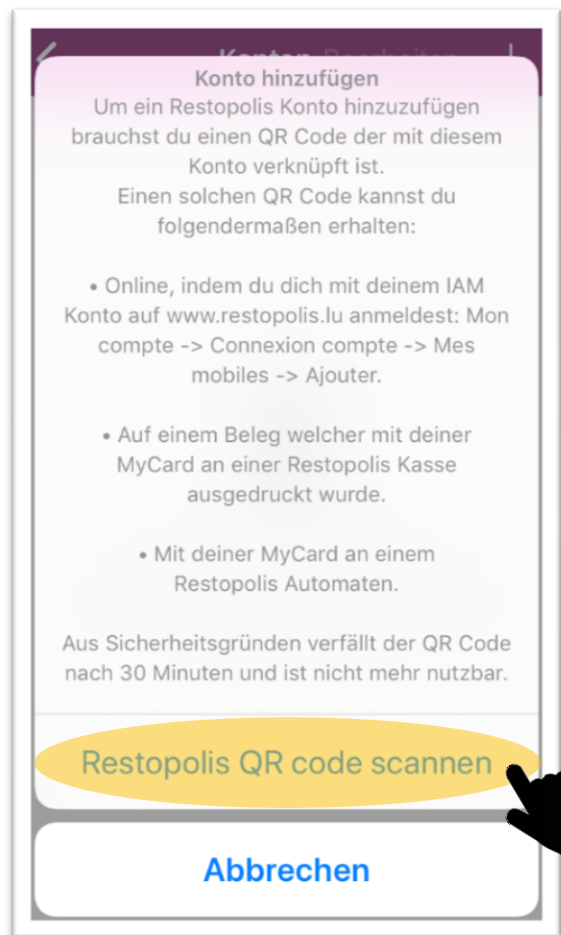 Konten Bearbeiten
Konto hinzufügen
Um ein Restopolis Konto hinzuzufügen
brauchst du einen QR Code der mit diesem
Konto verknüpft ist.
Einen solchen QR Code kannst du
folgendermaßen erhalten:
• Online, indem du dich mit deinem IAM
Konto auf www.restopolis.lu anmeldest: Mon
compte -> Connexion compte -> Mes
mobiles -> Ajouter.
• Auf einem Beleg welcher mit deiner
MyCard an einer Restopolis Kasse
ausgedruckt wurde.
• Mit deiner MyCard an einem
Restopolis Automaten.
Aus Sicherheitsgründen verfällt der QR Code
nach 30 Minuten und ist nicht mehr nutzbar.
Restopolis QR code scannen
Abbrechen